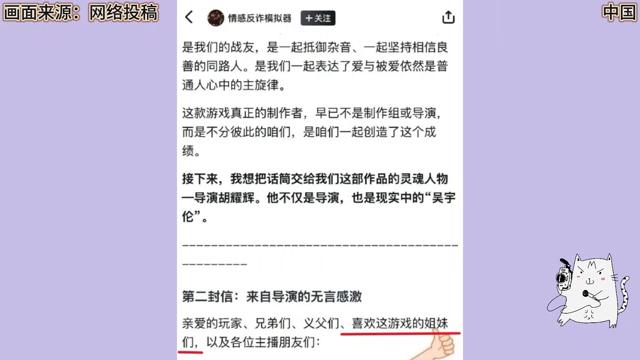 画面来源：网络投稿
中国
情感反诈模拟器
+关注
是我们的战友，是一起抵御杂音、一起坚持相信良
善的同路人。是我们一起表达了爱与被爱依然是普
通人心中的主旋律。
这款游戏真正的制作者，早已不是制作组或导演，
而是不分彼此的咱们，是咱们一起创造了这个成
绩。
接下来，我想把话筒交给我们这部作品的灵魂人物
—导演胡耀辉。他不仅是导演，也是现实中的“吴宇
伦”。
第二封信：来自导演的无言感激
亲爱的玩家、兄弟们、义父们、喜欢这游戏的姐妹
们，以及各位主播朋友们：